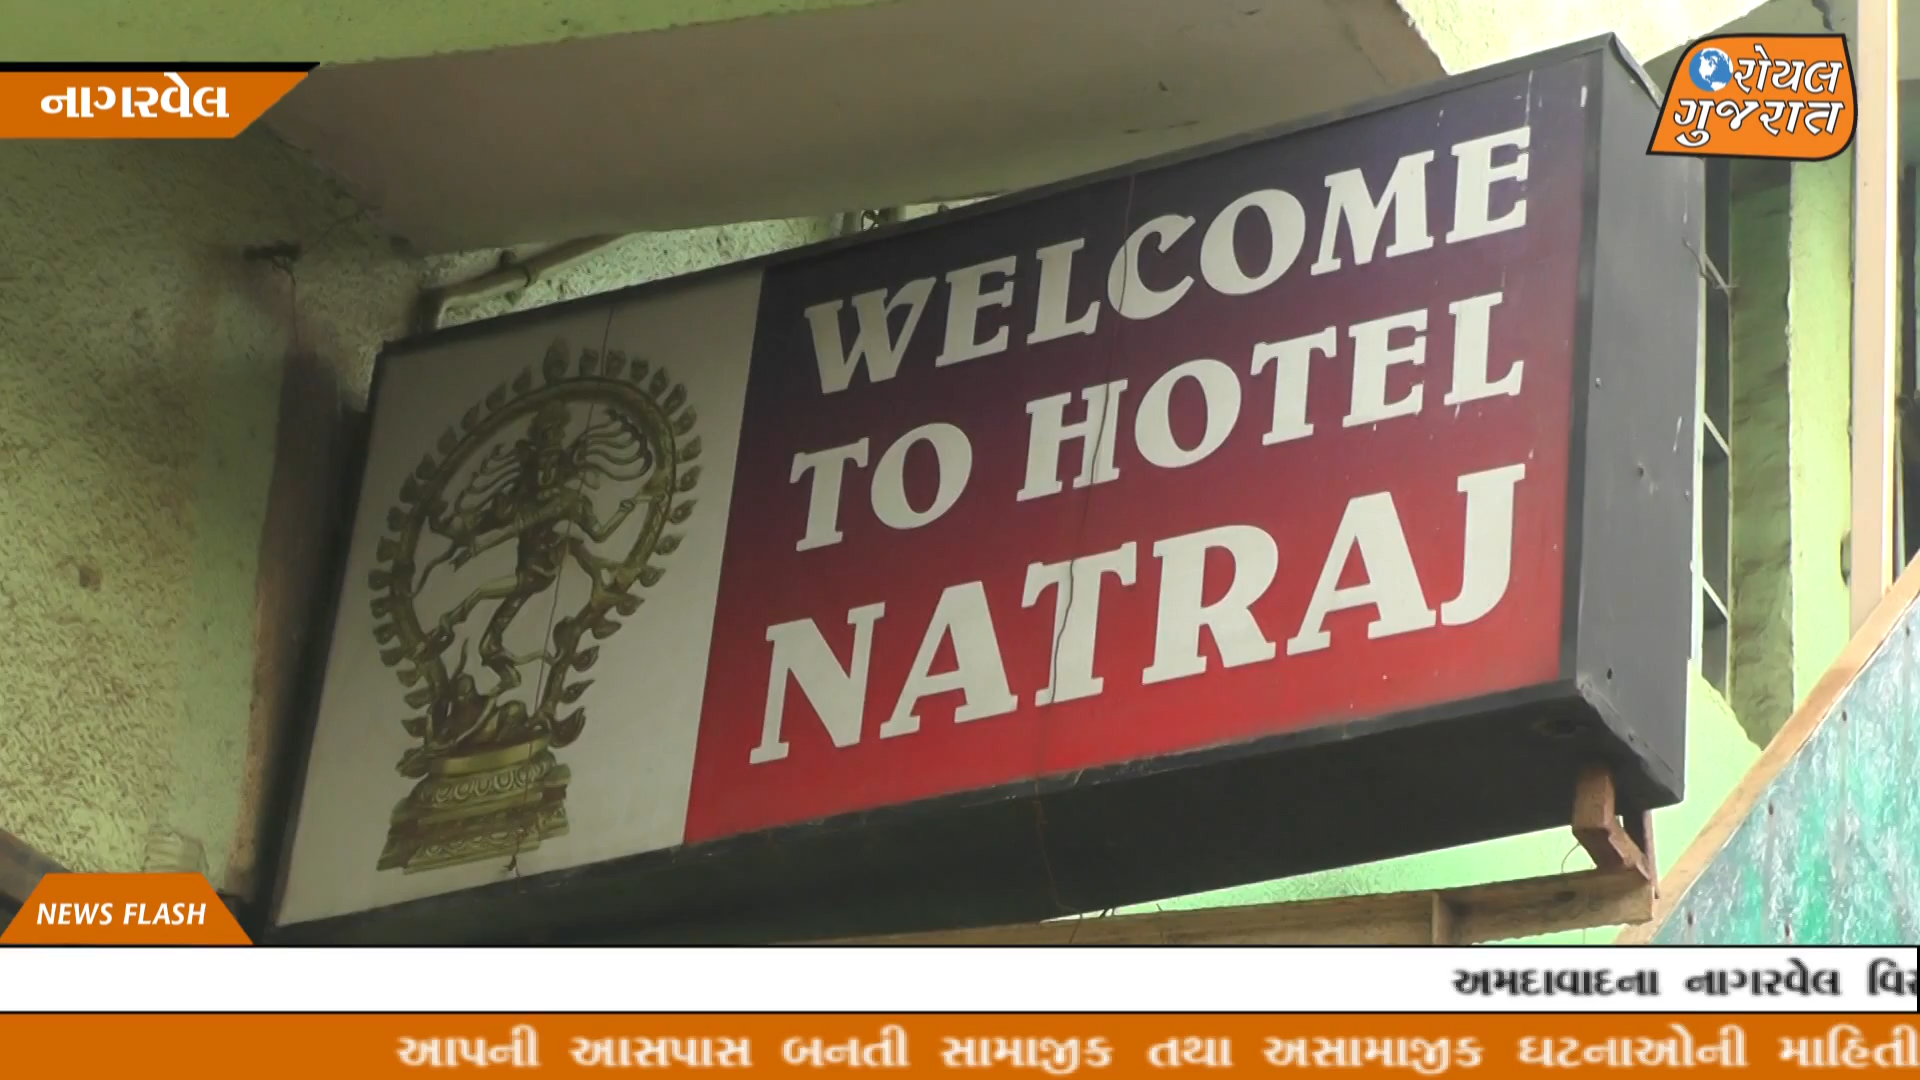 નાગરવેલ
રોયલ
ગુજરાત
WELCOME
TO HOTEL
NATRAJ
NEWS FLASH
અમદાવાદના નાગરવેલ
આપની આસપાસ બનતી સામાજીક તથા અસામાજીક ઘટનાઓની માહિતી